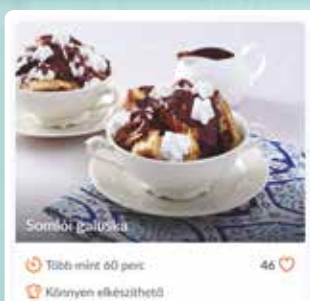 Somlói galuska
Több mint 60 perc
46
Könnyen elkészíthető